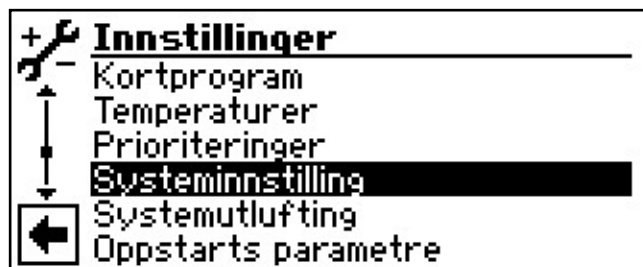 Innstillinger
Kortprogram
Temperaturer
Prioriteringer
Systeminnstilling
Systemutlufting
Oppstarts parametre